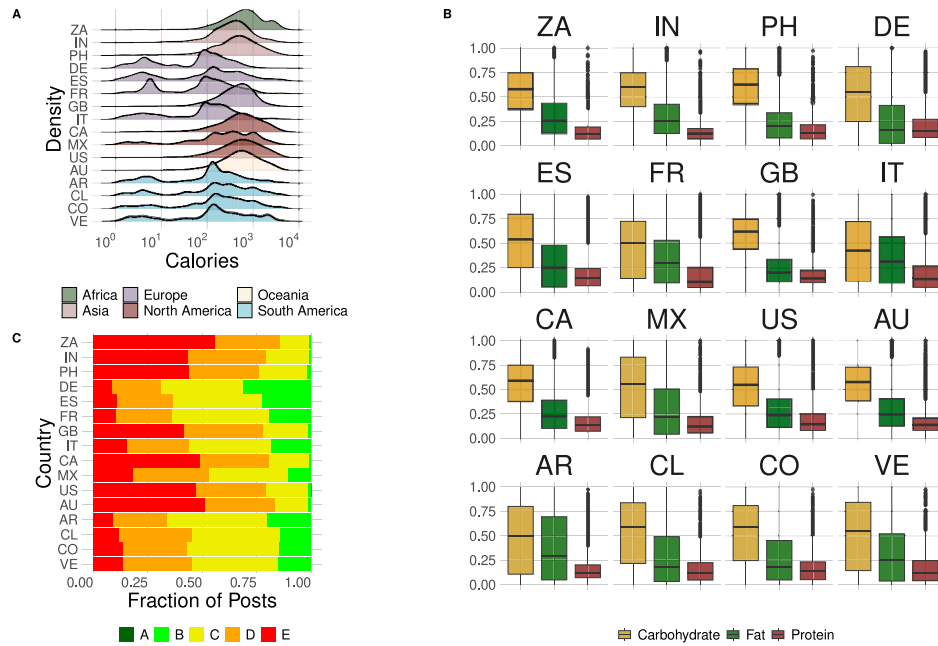 A
Density
ZA
IN
PH
DE
ES
FR
GB
IT
CA
MX
US
AU
AR
CL
CO
VE
10^0 10^1 10^2 10^3 10^4
Calories
Africa Europe Oceania
Asia North America South America
C
Country
ZA
IN
PH
DE
ES
FR
GB
IT
CA
MX
US
AU
AR
CL
CO
VE
0.00 0.25 0.50 0.75 1.00
Fraction of Posts
A B C D E
B
ZA IN PH DE
1.00
0.75
0.50
0.25
0.00
ES FR GB IT
1.00
0.75
0.50
0.25
0.00
CA MX US AU
1.00
0.75
0.50
0.25
0.00
AR CL CO VE
1.00
0.75
0.50
0.25
0.00
Carbohydrate Fat Protein